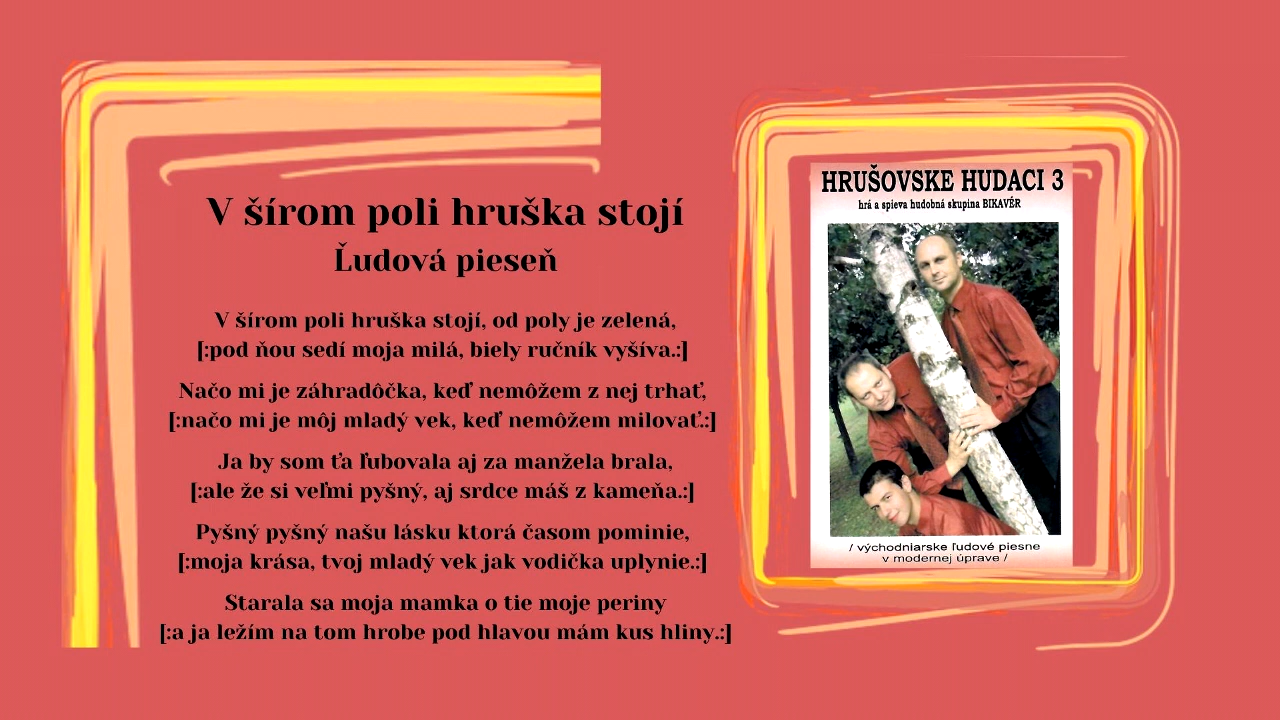 V šírom poli hruška stojí
Ľudová pieseň
V šírom poli hruška stojí, od poly je zelená,
[:pod ňou sedí moja milá, biely ručník vyšíva.:]
Načo mi je záhradôčka, keď nemôžem z nej trhať,
[:načo mi je môj mladý vek, keď nemôžem milovať.:]
Ja by som ťa ľubovala aj za manžela brala,
[:ale že si veľmi pyšný, aj srdce máš z kameňa.:]
Pyšný pyšný našu lásku ktorá časom pominie,
[:moja krása, tvoj mladý vek jak vodička uplynie.:]
Starala sa moja mamka o tie moje periny
[:a ja ležím na tom hrobe pod hlavou mám kus hliny.:]
HRUŠOVSKE HUDACI 3
hrá a spieva hudobná skupina BIKAVÉR
/ východniarske ľudové piesne
v modernej úprave /